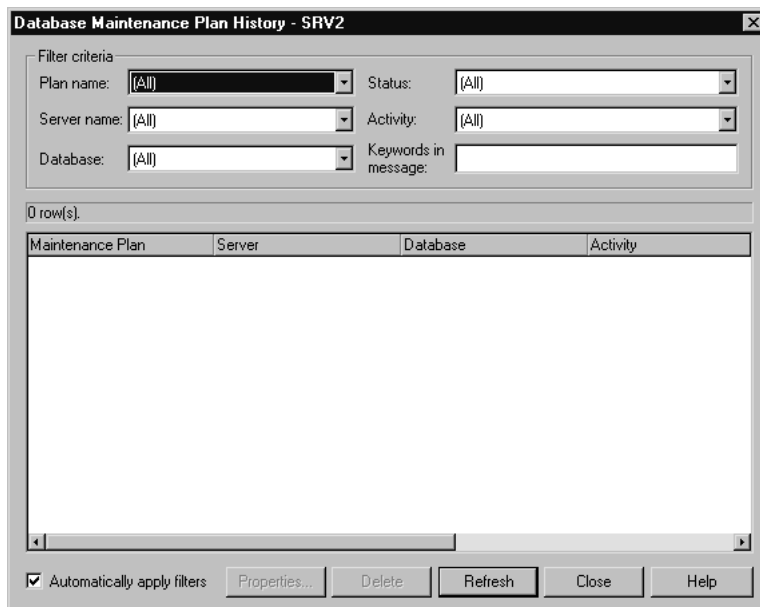 Database Maintenance Plan History - SRV2
Filter criteria
Plan name: (All) Status: (All)
Server name: (All) Activity: (All)
Database: (All) Keywords in
message:
0 row(s).
Maintenance Plan Server Database Activity
Automatically apply filters Properties... Delete Refresh Close Help